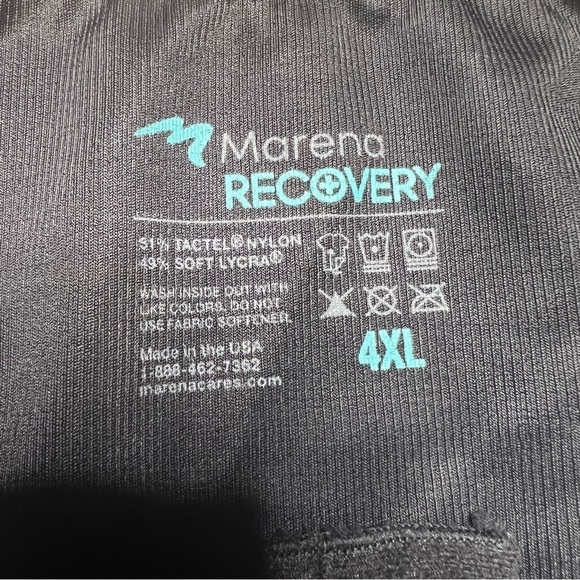 Marena
RECOVERY
51% TACTEL® NYLON
49% SOFT LYCRA®
WASH INSIDE OUT WITH
LIKE COLORS. DO NOT
USE FABRIC SOFTENER.
Made in the USA
1-888-462-7362
marenacares.com
4XL